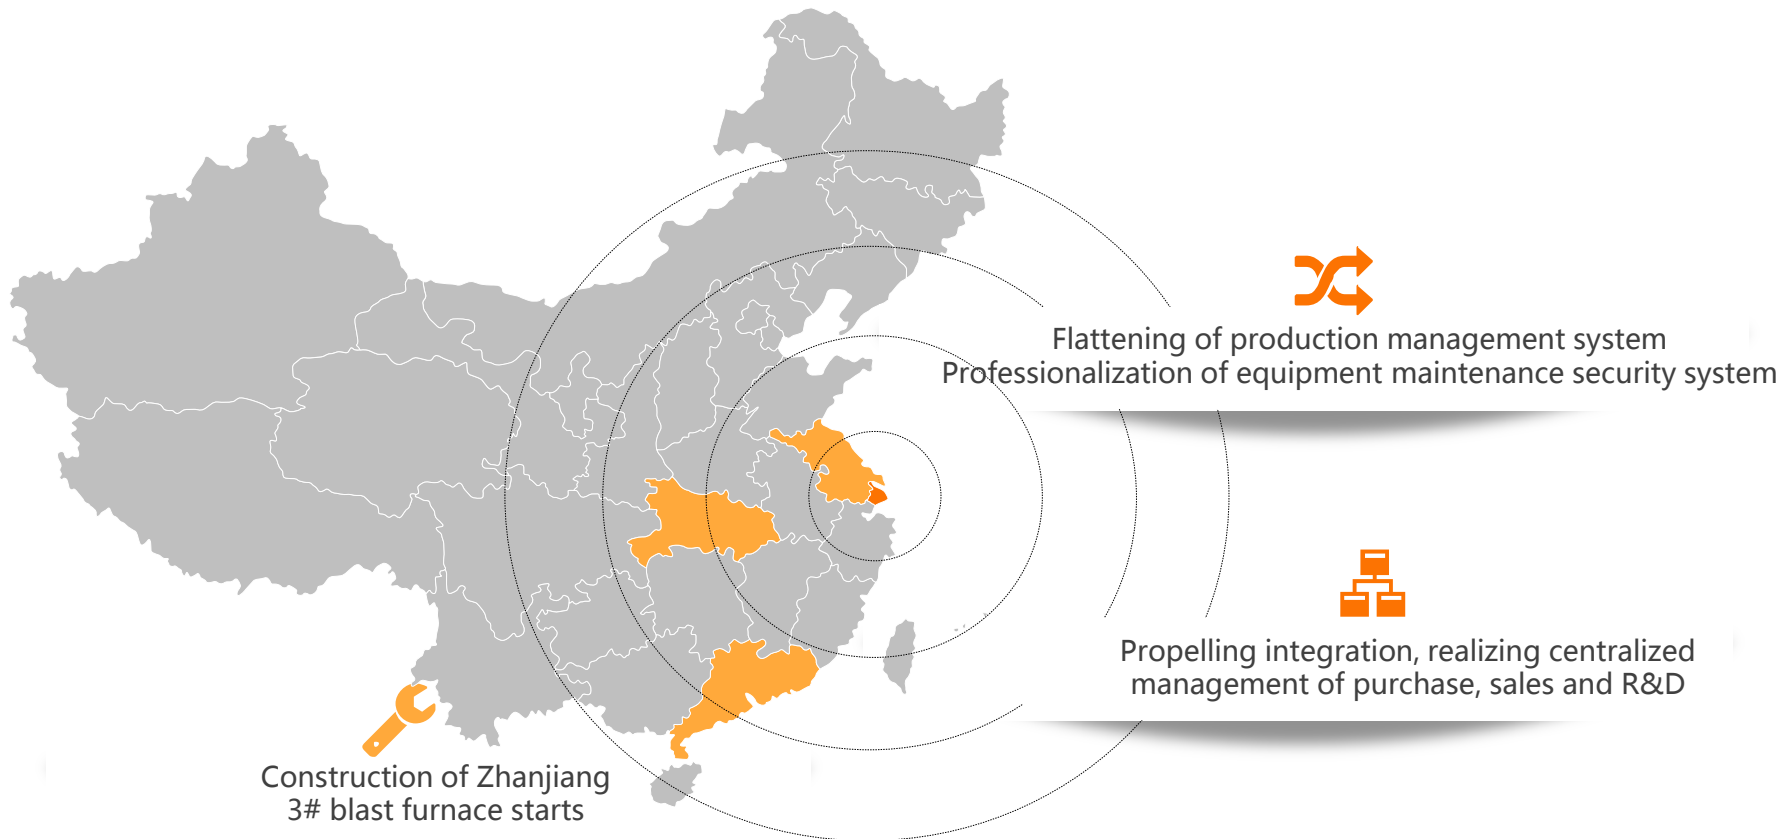 Flattening of production management system
Professionalization of equipment maintenance security system
Propelling integration, realizing centralized
management of purchase, sales and R&D
Construction of Zhanjiang
3# blast furnace starts